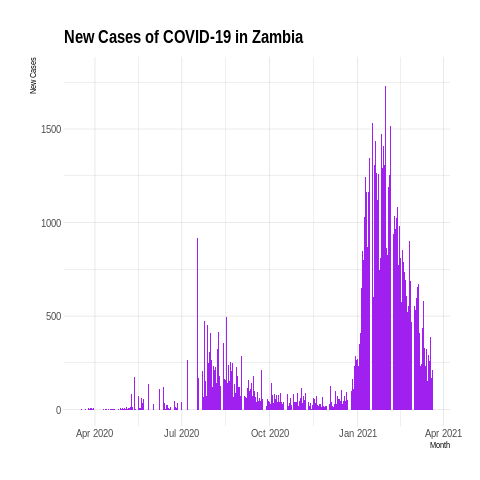 New Cases of COVID-19 in Zambia
New Cases
1500
1000
500
0
Apr 2020 Jul 2020 Oct 2020 Jan 2021 Apr 2021
Month